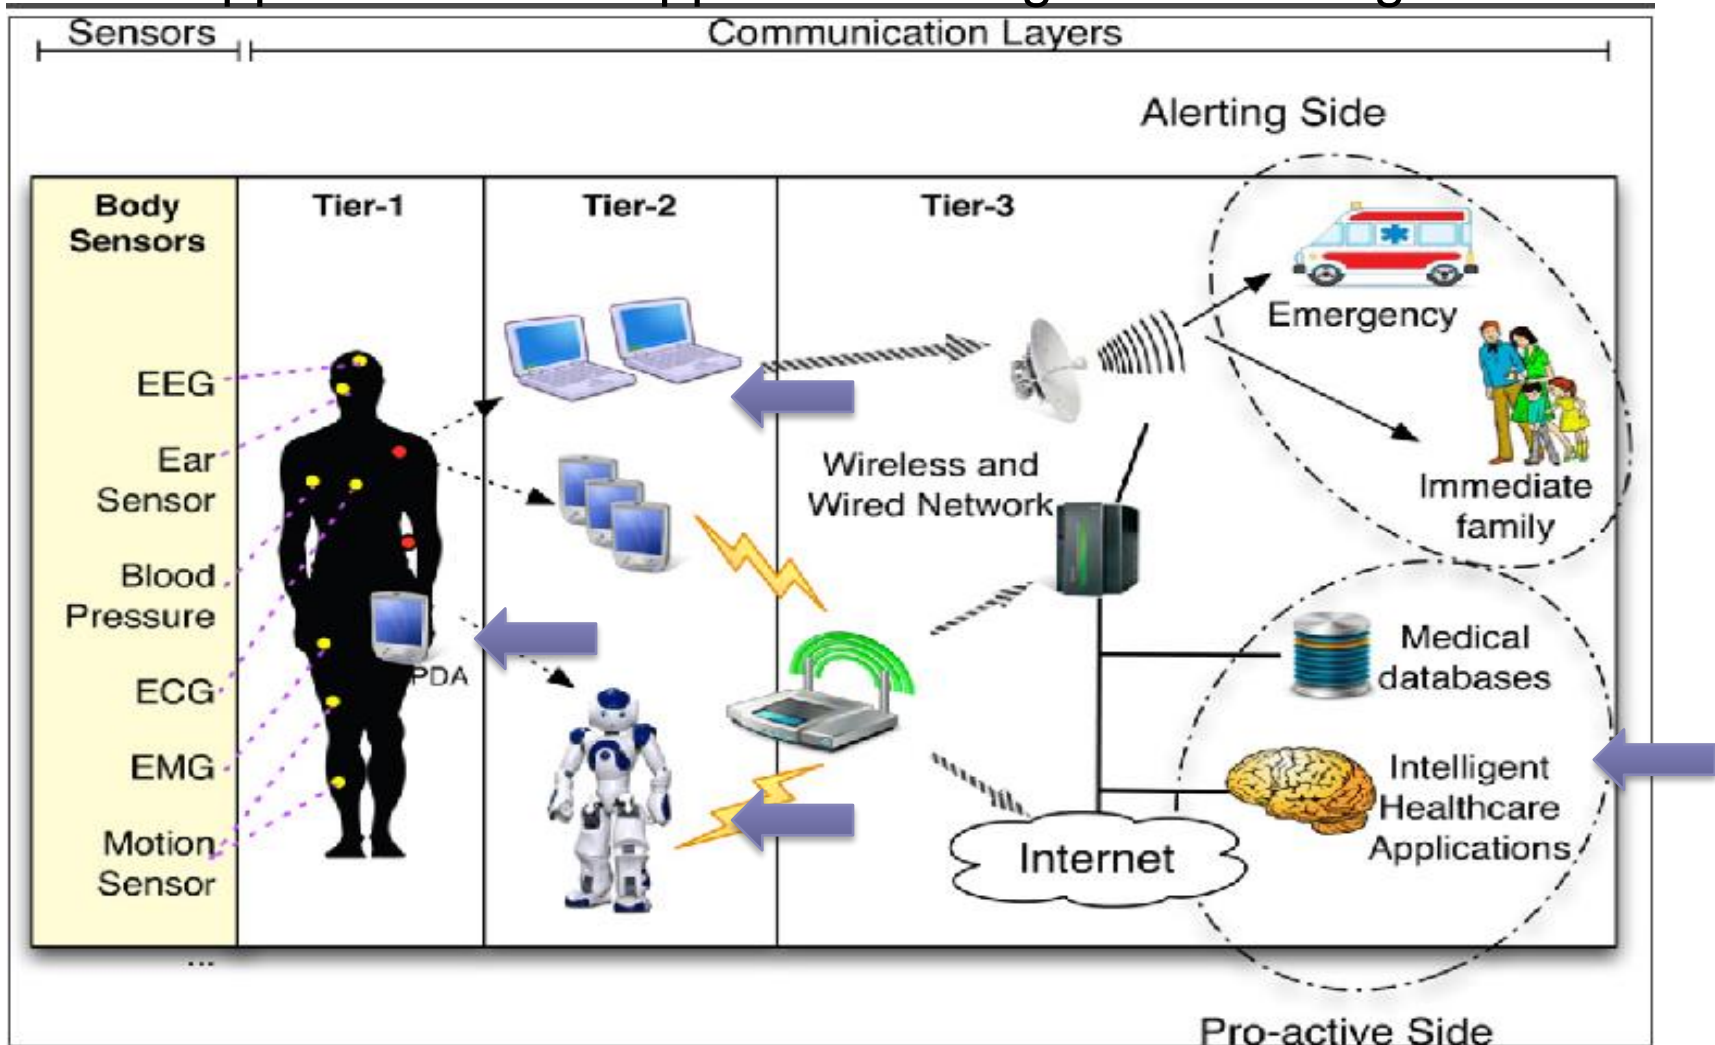 Sensors
Communication Layers
Alerting Side
Body
Sensors
Tier-1
Tier-2
Tier-3
EEG
Ear
Sensor
Blood
Pressure
ECG
EMG
Motion
Sensor
...
PDA
Wireless and
Wired Network
Internet
Emergency
Immediate
family
Medical
databases
Intelligent
Healthcare
Applications
Pro-active Side